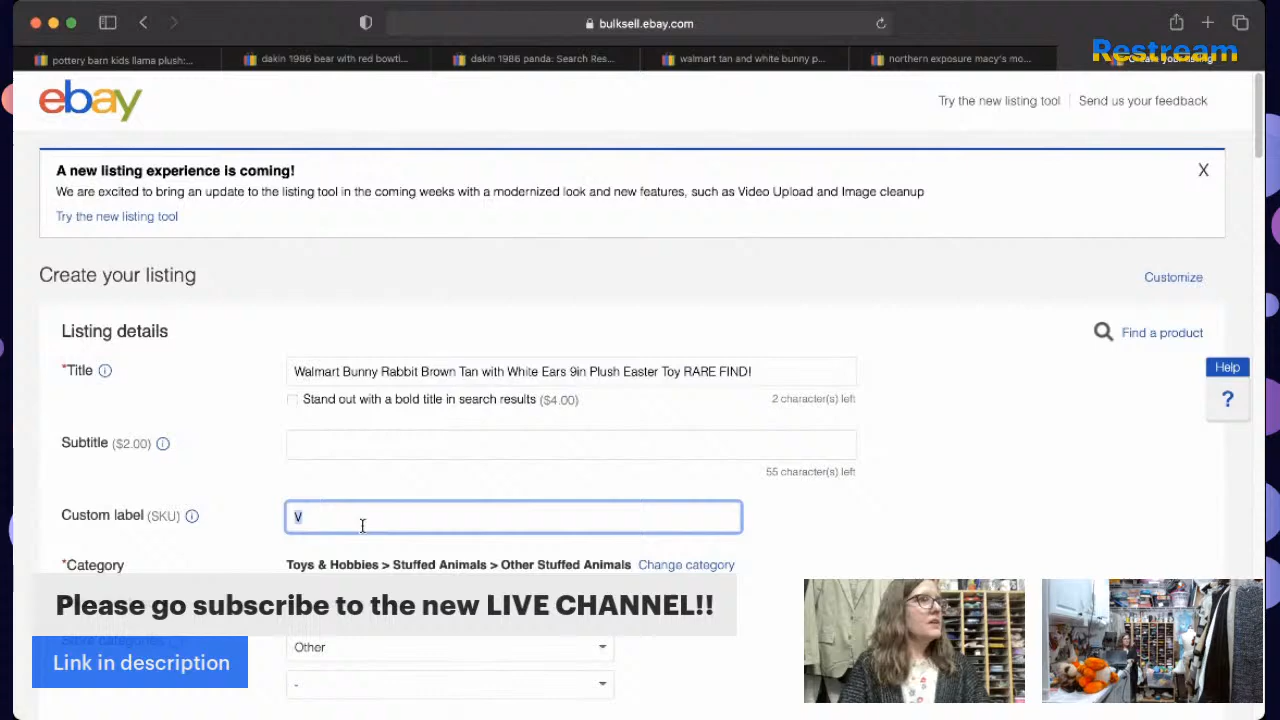 bulksell.ebay.com
pottery barn kids llama plush:...
dakin 1986 bear with red bowti...
dakin 1986 panda: Search Res...
walmart tan and white bunny p...
northern exposure macy's mo...
Restream
ebay
Try the new listing tool
Send us your feedback
A new listing experience is coming!
X
We are excited to bring an update to the listing tool in the coming weeks with a modernized look and new features, such as Video Upload and Image cleanup
Try the new listing tool
Create your listing
Customize
Listing details
Find a product
*Title
Walmart Bunny Rabbit Brown Tan with White Ears 9in Plush Easter Toy RARE FIND!
Help
?
Stand out with a bold title in search results ($4.00)
2 character(s) left
Subtitle ($2.00)
55 character(s) left
Custom label (SKU)
V
*Category
Toys & Hobbies > Stuffed Animals > Other Stuffed Animals
Change category
Please go subscribe to the new LIVE CHANNEL!!
Store categories
Other
-
Link in description